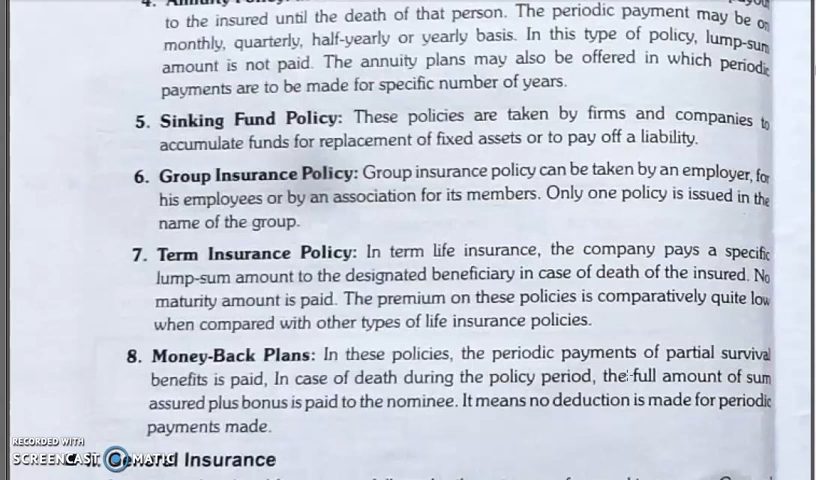 4. Annuity Policy:
to the insured until the death of that person. The periodic payment may be on
monthly, quarterly, half-yearly or yearly basis. In this type of policy, lump-sum
amount is not paid. The annuity plans may also be offered in which periodic
payments are to be made for specific number of years.
5. Sinking Fund Policy: These policies are taken by firms and companies to
accumulate funds for replacement of fixed assets or to pay off a liability.
6. Group Insurance Policy: Group insurance policy can be taken by an employer, for
his employees or by an association for its members. Only one policy is issued in the
name of the group.
7. Term Insurance Policy: In term life insurance, the company pays a specific
lump-sum amount to the designated beneficiary in case of death of the insured. No
maturity amount is paid. The premium on these policies is comparatively quite low
when compared with other types of life insurance policies.
8. Money-Back Plans: In these policies, the periodic payments of partial survival
benefits is paid, In case of death during the policy period, the full amount of sum
assured plus bonus is paid to the nominee. It means no deduction is made for periodic
payments made.
RECORDED WITH
SCREENCAST MATIC
General Insurance